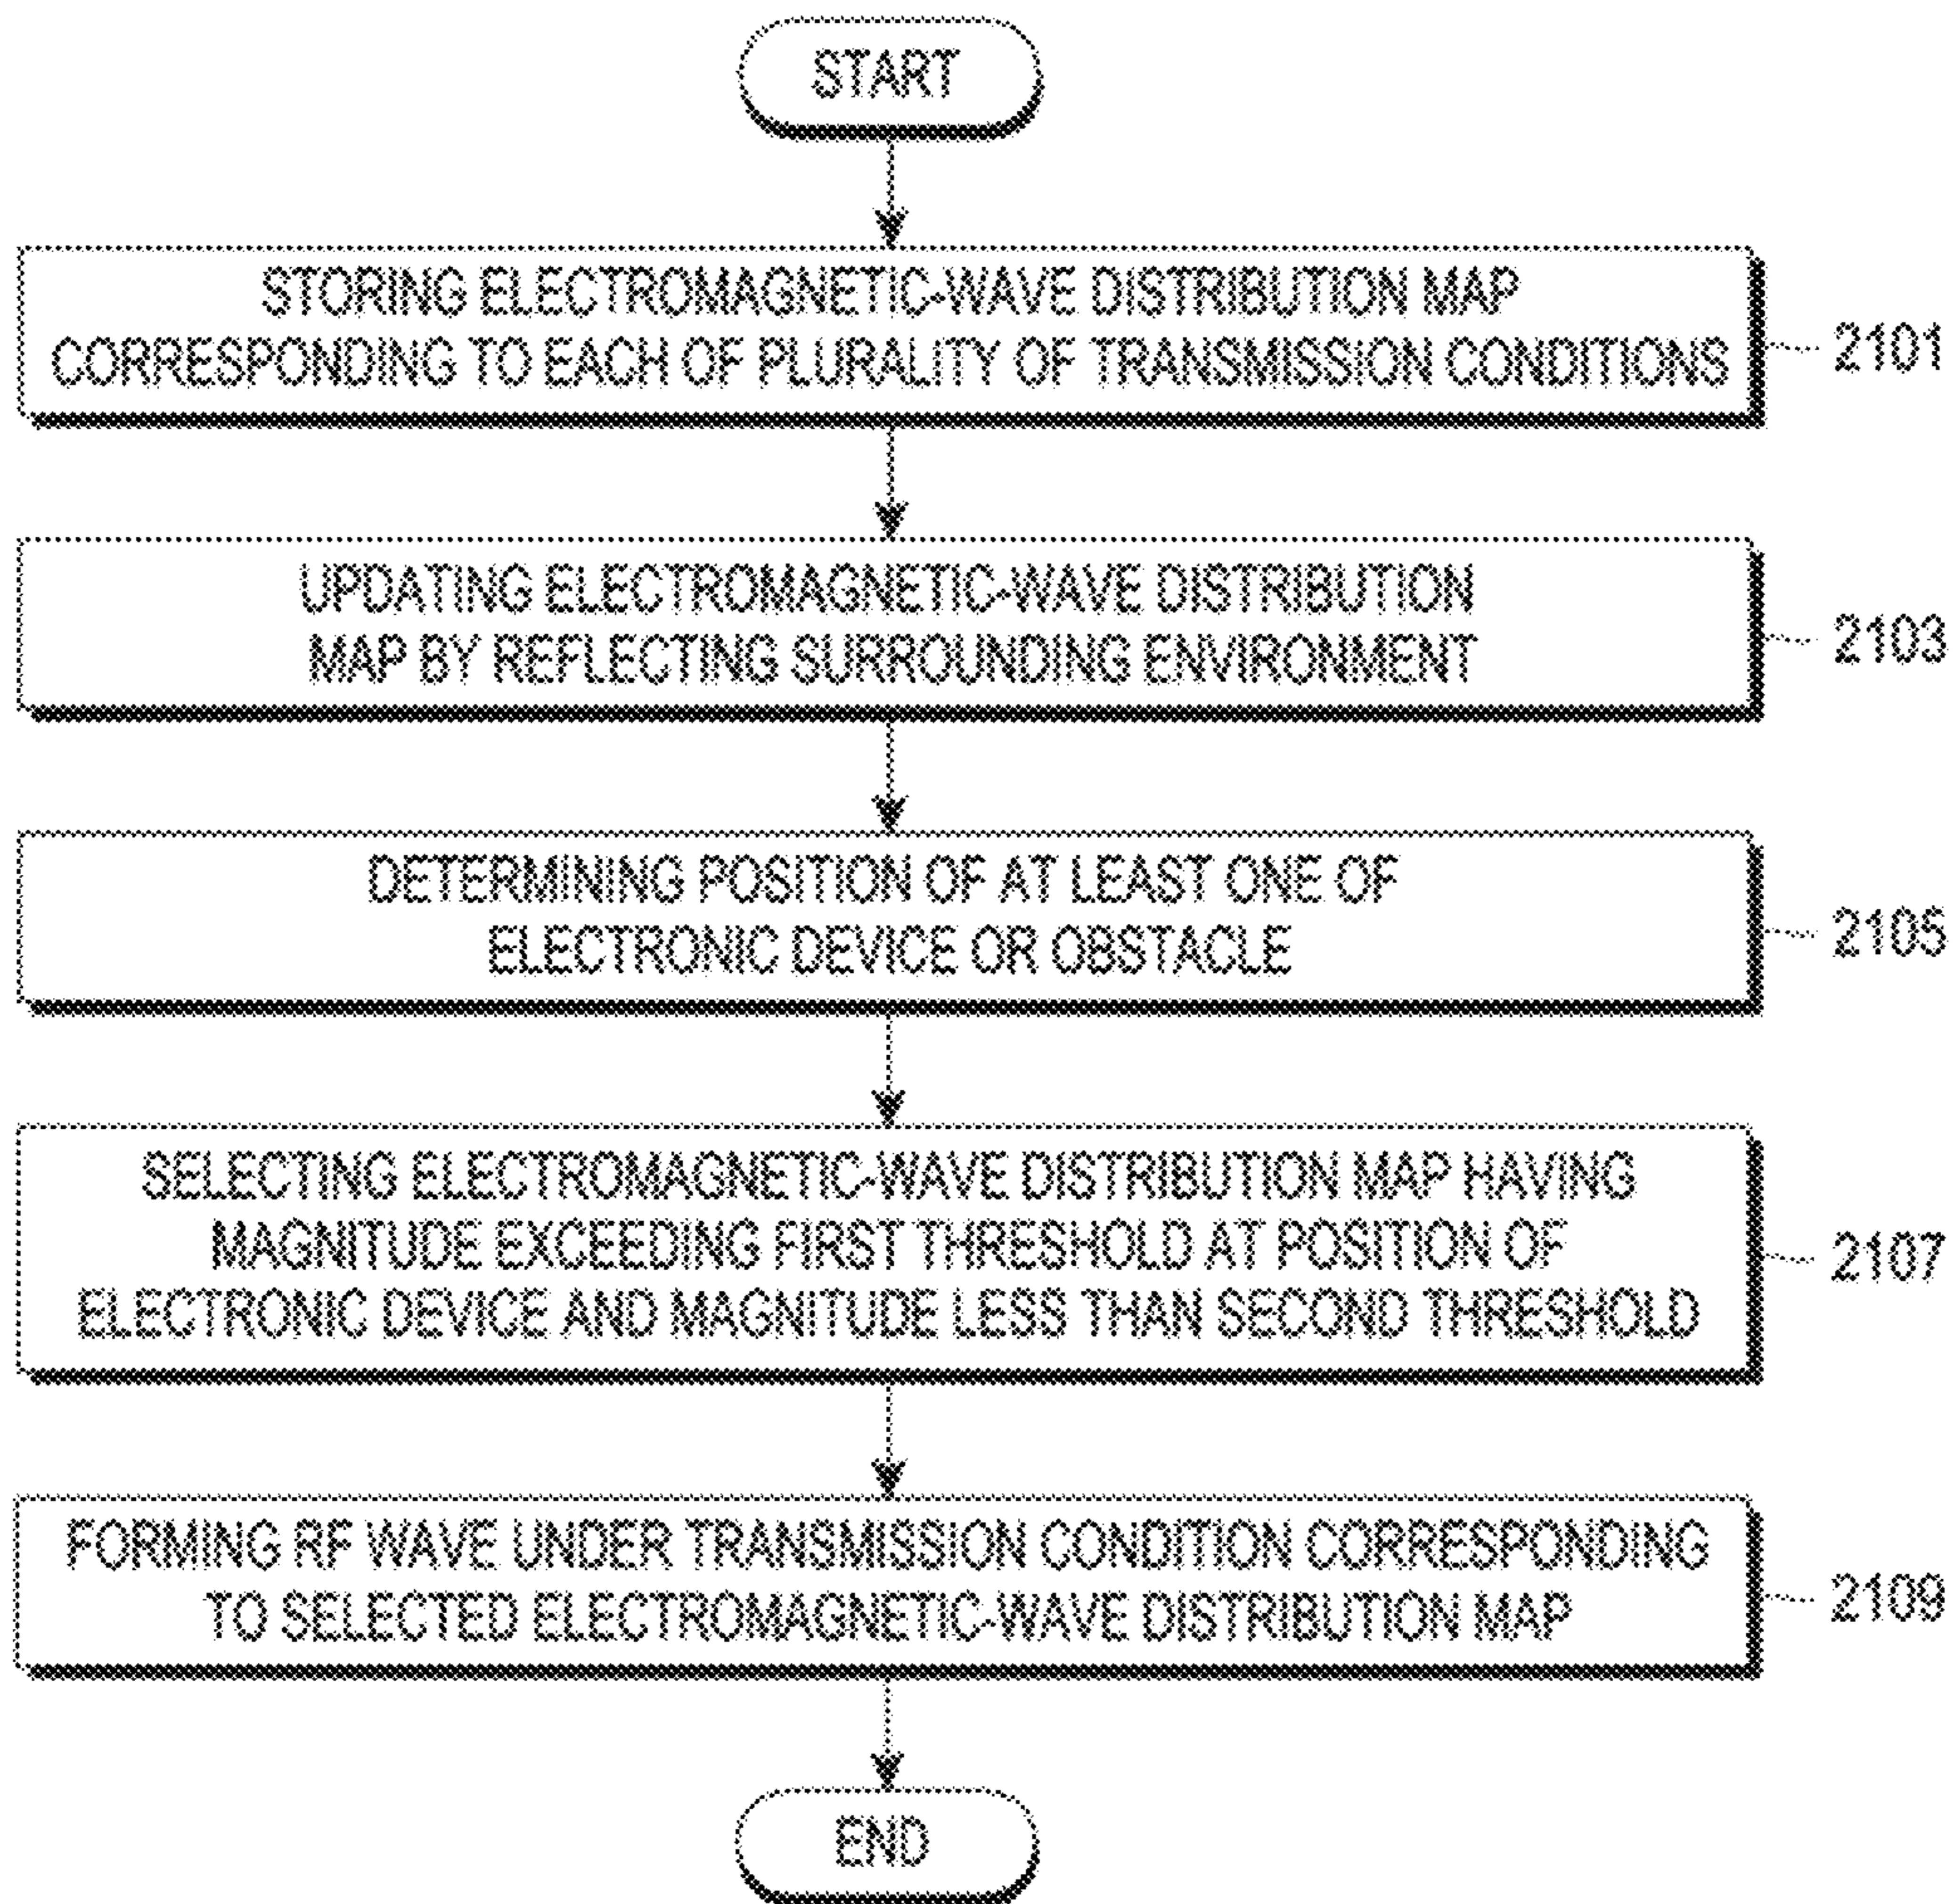 START
STORING ELECTROMAGNETIC-WAVE DISTRIBUTION MAP
CORRESPONDING TO EACH OF PLURALITY OF TRANSMISSION CONDITIONS
2101
UPDATING ELECTROMAGNETIC-WAVE DISTRIBUTION
MAP BY REFLECTING SURROUNDING ENVIRONMENT
2103
DETERMINING POSITION OF AT LEAST ONE OF
ELECTRONIC DEVICE OR OBSTACLE
2105
SELECTING ELECTROMAGNETIC-WAVE DISTRIBUTION MAP HAVING
MAGNITUDE EXCEEDING FIRST THRESHOLD AT POSITION OF
ELECTRONIC DEVICE AND MAGNITUDE LESS THAN SECOND THRESHOLD
2107
FORMING RF WAVE UNDER TRANSMISSION CONDITION CORRESPONDING
TO SELECTED ELECTROMAGNETIC-WAVE DISTRIBUTION MAP
2109
END